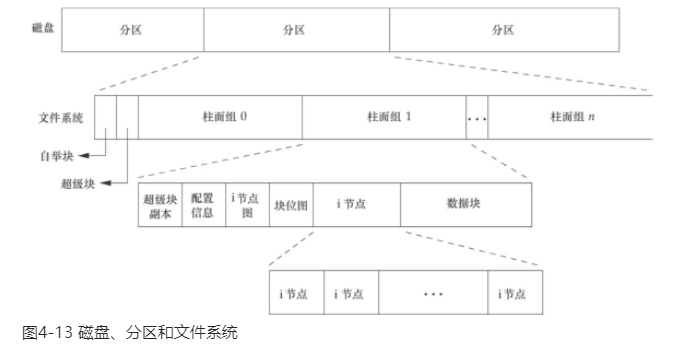 磁盘 分区 分区 分区
文件系统 柱面组 0 柱面组 1 ··· 柱面组 n
自举块
超级块
超级块副本 配置信息 i节点图 块位图 i 节点 数据块
i 节点 i 节点 ··· i 节点
图4-13 磁盘、分区和文件系统